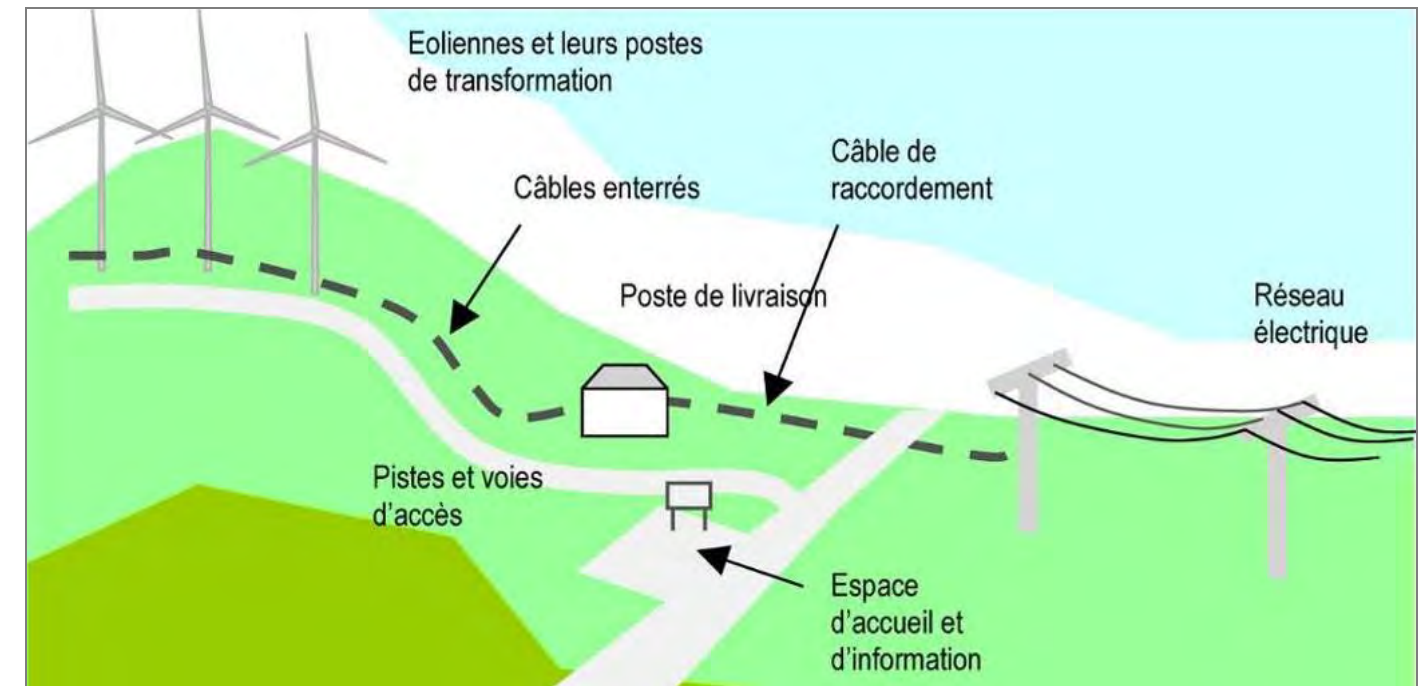 Eoliennes et leurs postes
de transformation
Câble de
raccordement
Câbles enterrés
Poste de livraison
Réseau
électrique
Pistes et voies
d'accès
Espace
d'accueil et
d'information